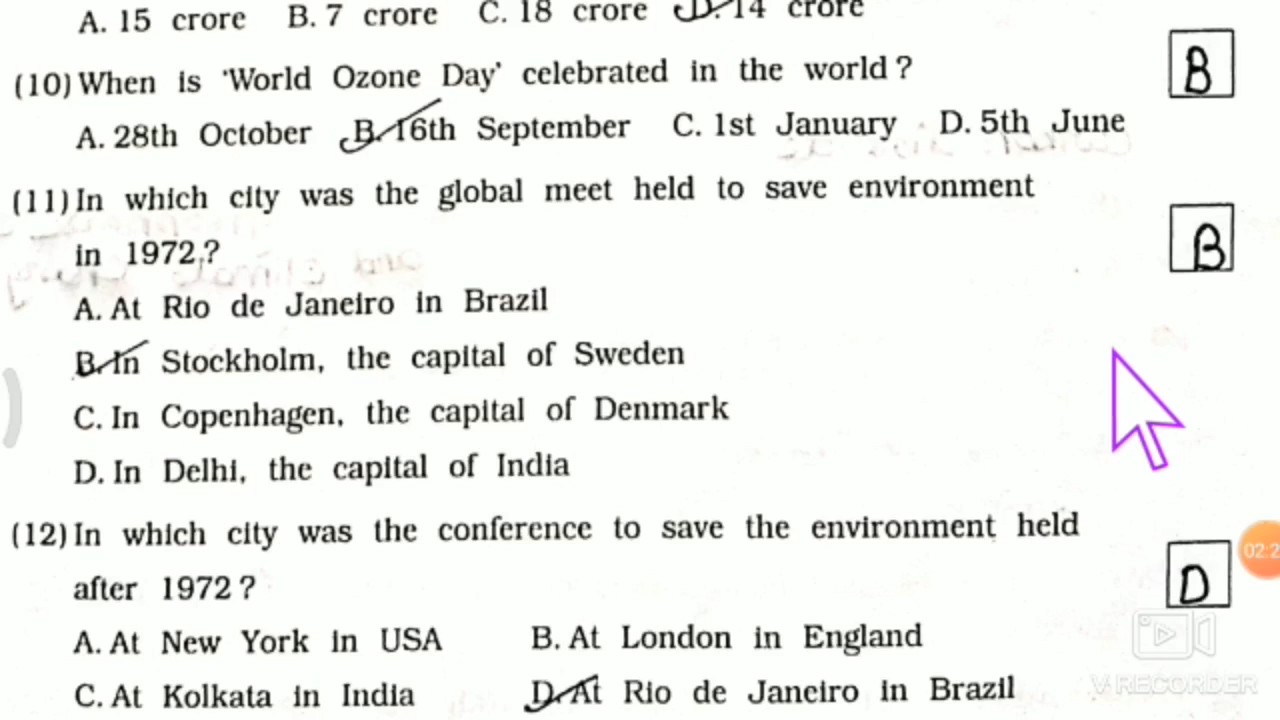 A. 15 crore B. 7 crore C. 18 crore D. 14 crore
(10) When is 'World Ozone Day' celebrated in the world? B
A. 28th October B. 16th September C. 1st January D. 5th June
(11) In which city was the global meet held to save environment
in 1972,? B
A. At Rio de Janeiro in Brazil
B. In Stockholm, the capital of Sweden
C. In Copenhagen, the capital of Denmark
D. In Delhi, the capital of India
(12) In which city was the conference to save the environment held
after 1972? D
A. At New York in USA B. At London in England
C. At Kolkata in India D. At Rio de Janeiro in Brazil
02:2
V RECORDER